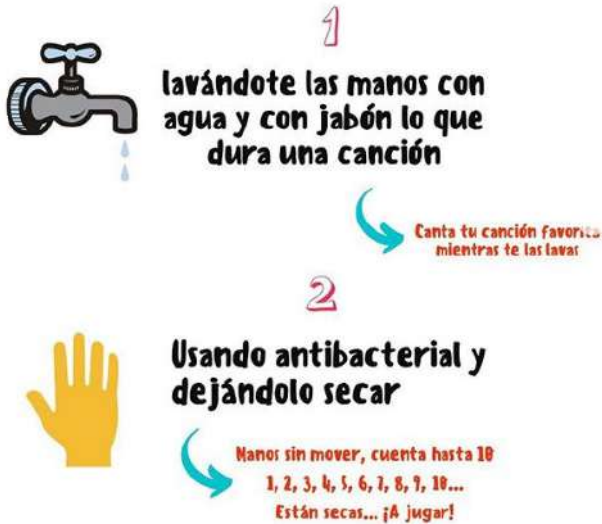 1
lavándote las manos con
agua y con jabón lo que
dura una canción
Canta tu canción favorita
mientras te las lavas
2
Usando antibacterial y
dejándolo secar
Manos sin mover, cuenta hasta 10
1, 2, 3, 4, 5, 6, 7, 8, 9, 10...
Están secas... ¡A jugar!